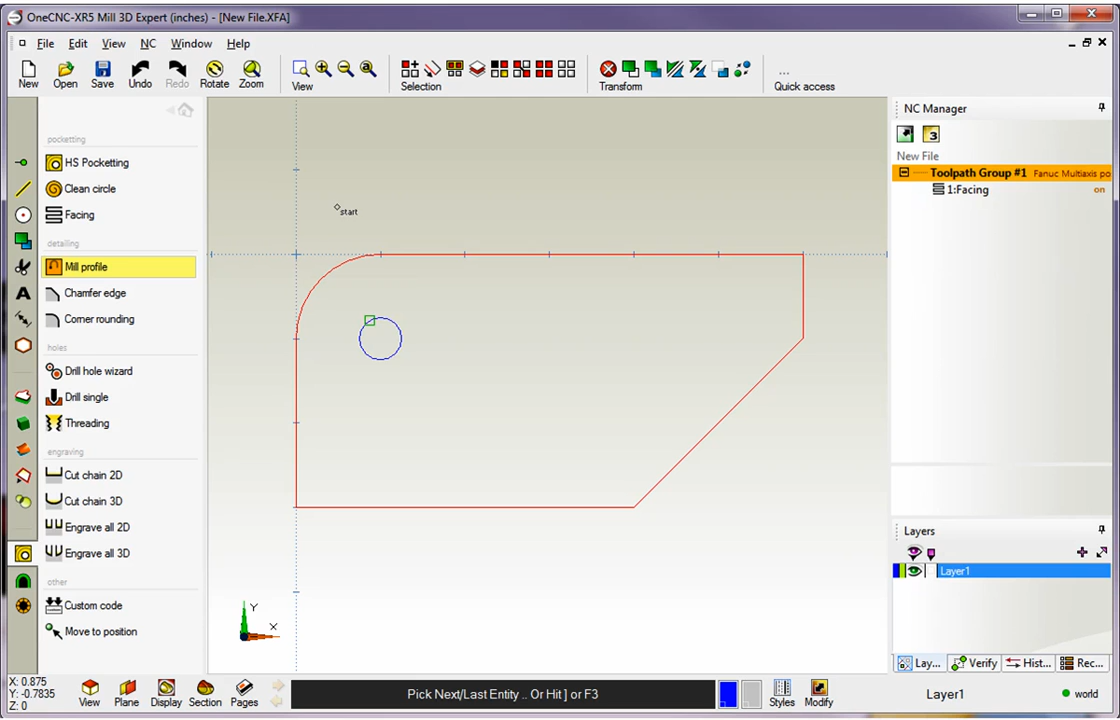 OneCNC-XR5 Mill 3D Expert (inches) - [New File.XFA]
File Edit View NC Window Help
New Open Save Undo Redo Rotate Zoom View Selection Transform Quick access
pocketting
HS Pocketting
Clean circle
Facing
detailing
Mill profile
Chamfer edge
Corner rounding
holes
Drill hole wizard
Drill single
Threading
engraving
Cut chain 2D
Cut chain 3D
Engrave all 2D
Engrave all 3D
other
Custom code
Move to position
start
Y
X
NC Manager
3
New File
Toolpath Group #1 Fanuc Multiaxis po
1:Facing on
Layers
Layer1
Lay... Verify Hist... Rec...
X: 0.875
Y: -0.7835
Z: 0
View Plane Display Section Pages
Pick Next/Last Entity .. Or Hit ] or F3
Styles Modify
Layer1
world